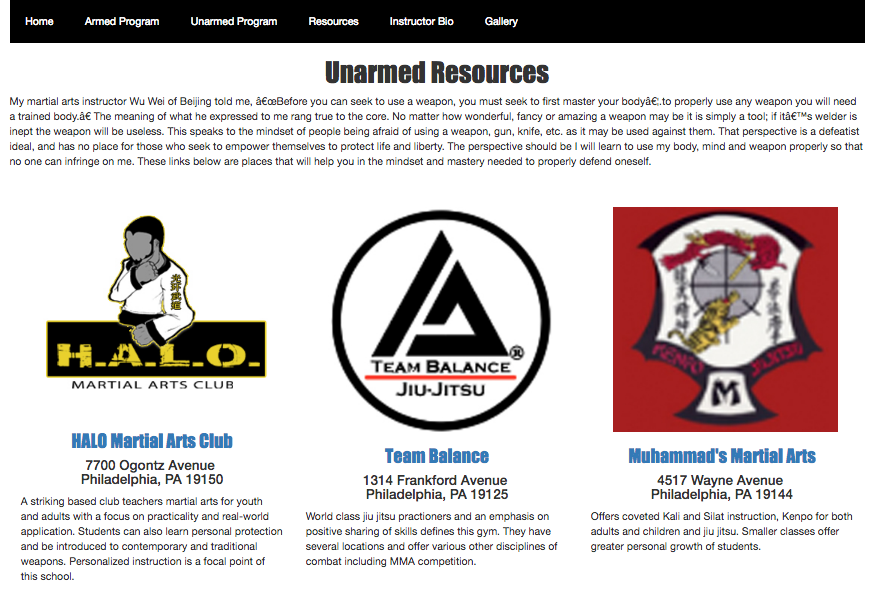 Home Armed Program Unarmed Program Resources Instructor Bio Gallery
Unarmed Resources
My martial arts instructor Wu Wei of Beijing told me, â€œBefore you can seek to use a weapon, you must seek to first master your bodyâ€¦.to properly use any weapon you will need
a trained body.â€ The meaning of what he expressed to me rang true to the core. No matter how wonderful, fancy or amazing a weapon may be it is simply a tool; if itâ€™s welder is
inept the weapon will be useless. This speaks to the mindset of people being afraid of using a weapon, gun, knife, etc. as it may be used against them. That perspective is a defeatist
ideal, and has no place for those who seek to empower themselves to protect life and liberty. The perspective should be I will learn to use my body, mind and weapon properly so that
no one can infringe on me. These links below are places that will help you in the mindset and mastery needed to properly defend oneself.
H.A.L.O.
MARTIAL ARTS CLUB
HALO Martial Arts Club
7700 Ogontz Avenue
Philadelphia, PA 19150
A striking based club teachers martial arts for youth
and adults with a focus on practicality and real-world
application. Students can also learn personal protection
and be introduced to contemporary and traditional
weapons. Personalized instruction is a focal point of
this school.
®
TEAM BALANCE
JIU-JITSU
Team Balance
1314 Frankford Avenue
Philadelphia, PA 19125
World class jiu jitsu practioners and an emphasis on
positive sharing of skills defines this gym. They have
several locations and offer various other disciplines of
combat including MMA competition.
KENPO JIUJITSU
M
Muhammad's Martial Arts
4517 Wayne Avenue
Philadelphia, PA 19144
Offers coveted Kali and Silat instruction, Kenpo for both
adults and children and jiu jitsu. Smaller classes offer
greater personal growth of students.